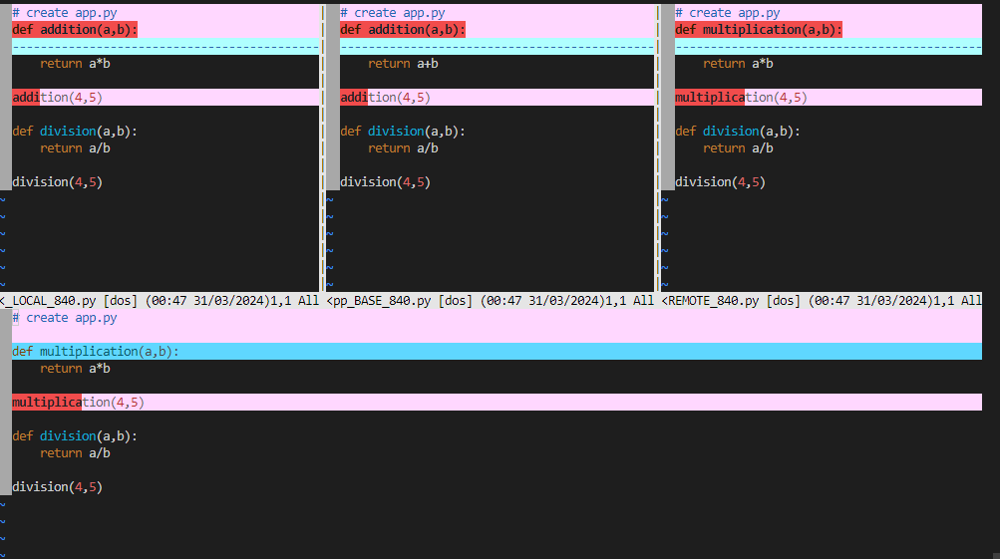 # create app.py
def addition(a,b):
    return a*b
addition(4,5)
def division(a,b):
    return a/b
division(4,5)
~
~
~
~
~
~
<_LOCAL_840.py [dos] (00:47 31/03/2024)1,1 All
# create app.py
def addition(a,b):
    return a+b
addition(4,5)
def division(a,b):
    return a/b
division(4,5)
~
~
~
~
~
~
<pp_BASE_840.py [dos] (00:47 31/03/2024)1,1 All
# create app.py
def multiplication(a,b):
    return a*b
multiplication(4,5)
def division(a,b):
    return a/b
division(4,5)
~
~
~
~
~
~
<REMOTE_840.py [dos] (00:47 31/03/2024)1,1 All
# create app.py
def multiplication(a,b):
    return a*b
multiplication(4,5)
def division(a,b):
    return a/b
division(4,5)
~
~
~
~